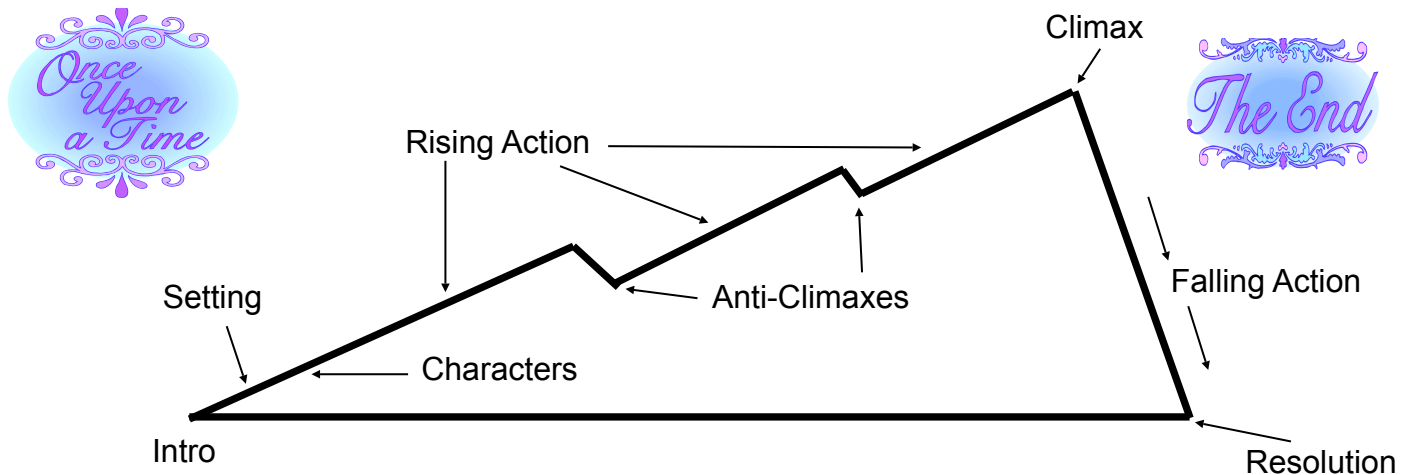 Once
Upon
a Time
Climax
The End
Rising Action
Setting
Anti-Climaxes
Falling Action
Characters
Intro
Resolution